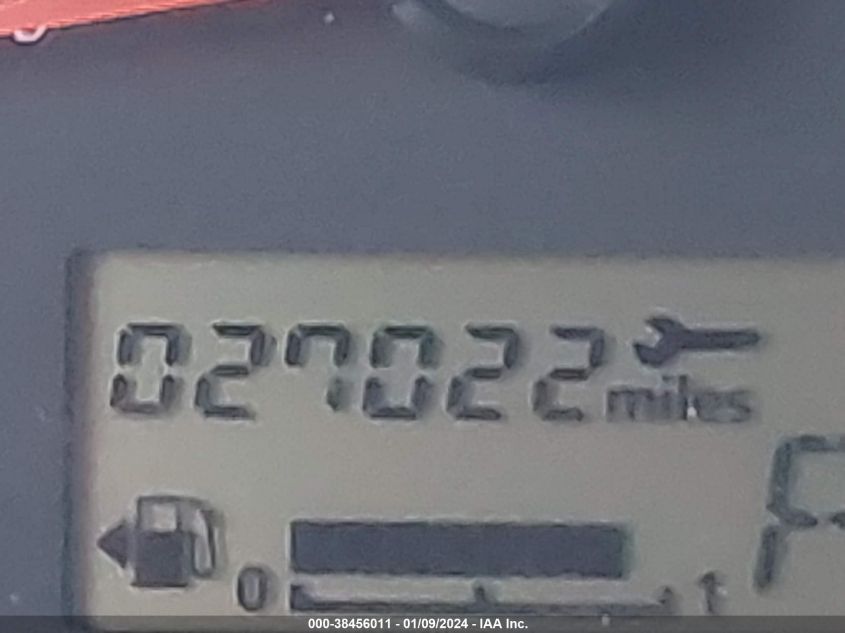 027022
miles
0 1
000-38456011 - 01/09/2024 - IAA Inc.